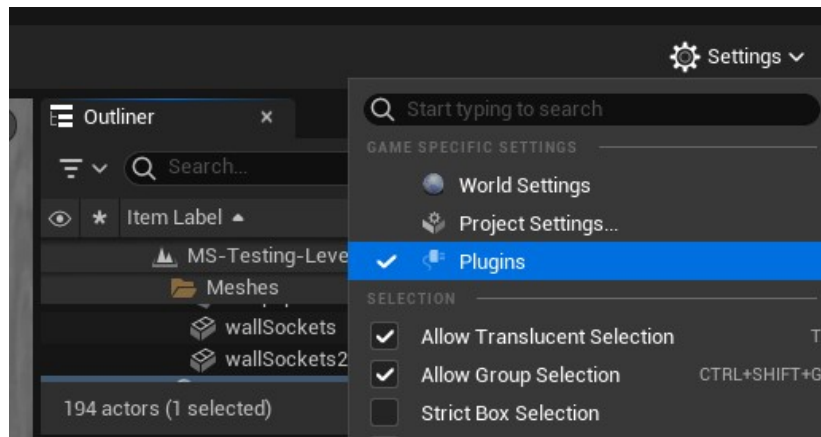 Settings
Outliner
Start typing to search
GAME SPECIFIC SETTINGS
Search...
World Settings
Item Label
Project Settings...
MS-Testing-Leve
Plugins
Meshes
SELECTION
wallSockets
Allow Translucent Selection T
wallSockets2
Allow Group Selection CTRL+SHIFT+G
194 actors (1 selected)
Strict Box Selection